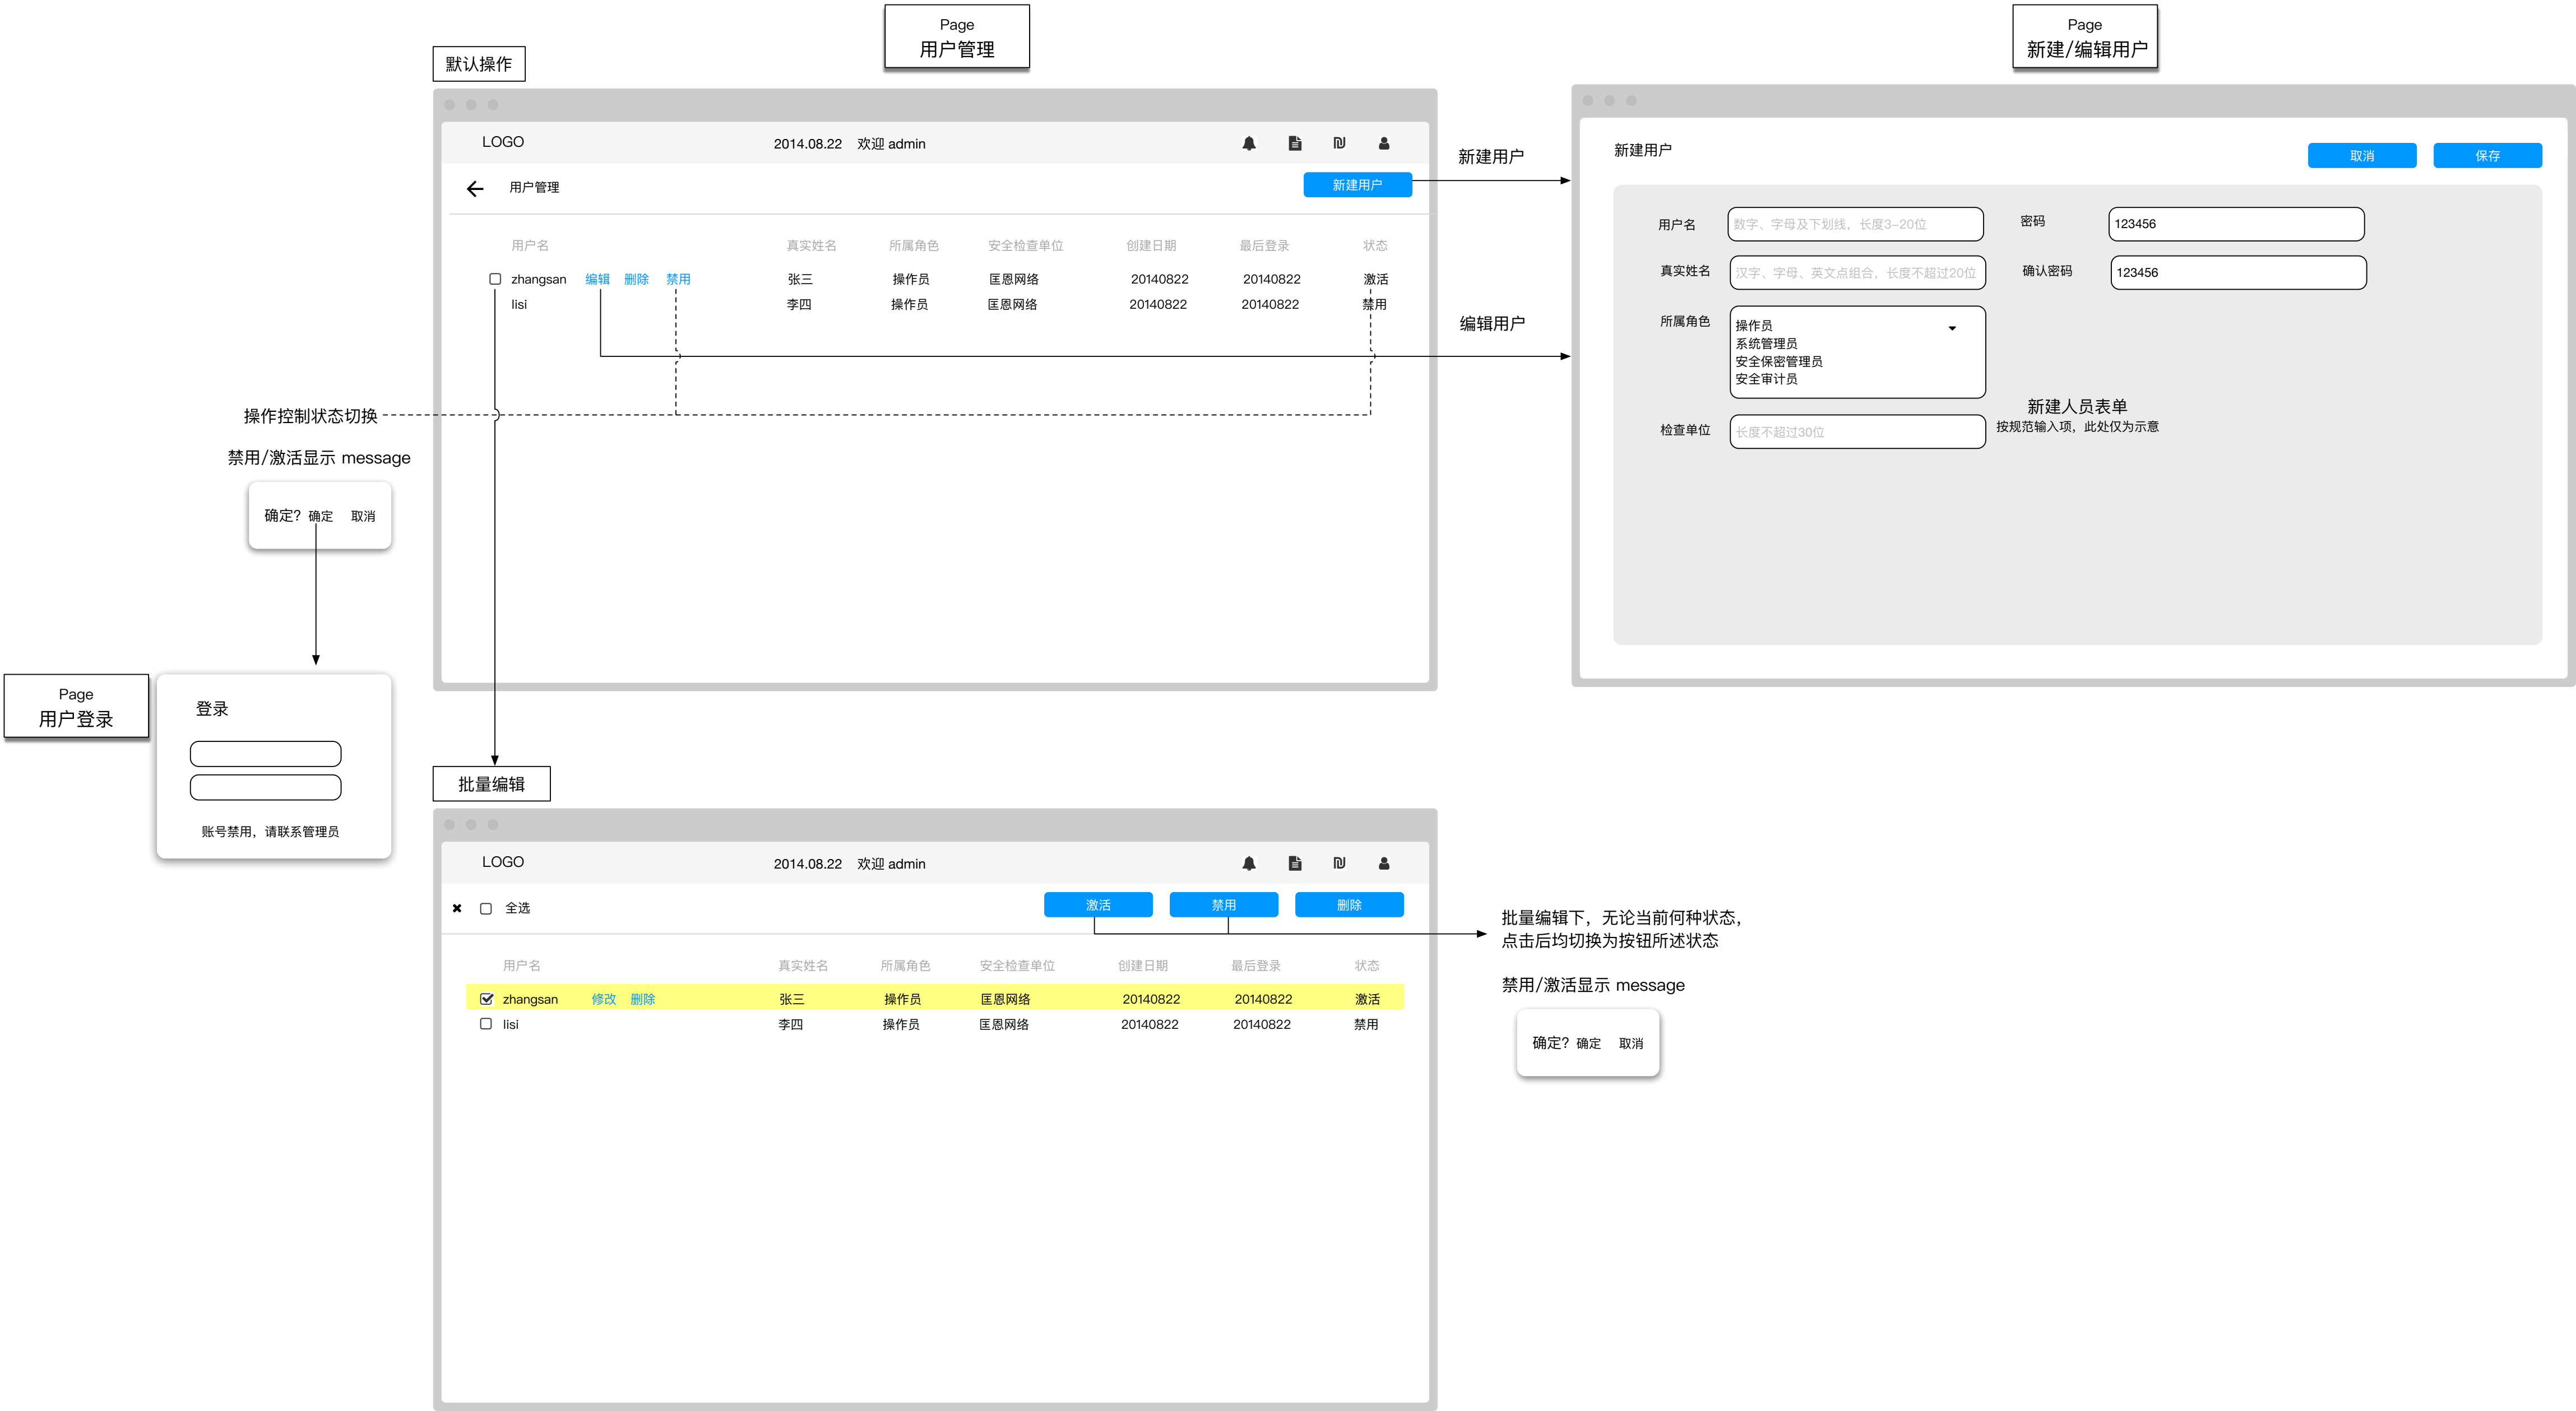 Page
用户管理
Page
新建/编辑用户
默认操作
LOGO
2014.08.22 欢迎 admin
用户管理
新建用户
用户名 真实姓名 所属角色 安全检查单位 创建日期 最后登录 状态
zhangsan 编辑 删除 禁用 张三 操作员 匡恩网络 20140822 20140822 激活
lisi 李四 操作员 匡恩网络 20140822 20140822 禁用
新建用户
编辑用户
新建用户
取消
保存
用户名 数字、字母及下划线，长度3-20位
密码 123456
真实姓名 汉字、字母、英文点组合，长度不超过20位
确认密码 123456
所属角色 操作员
系统管理员
安全保密管理员
安全审计员
检查单位 长度不超过30位
新建人员表单
按规范输入项，此处仅为示意
操作控制状态切换
禁用/激活显示 message
确定? 确定 取消
Page
用户登录
登录
账号禁用，请联系管理员
批量编辑
LOGO
2014.08.22 欢迎 admin
全选
激活
禁用
删除
用户名 真实姓名 所属角色 安全检查单位 创建日期 最后登录 状态
zhangsan 修改 删除 张三 操作员 匡恩网络 20140822 20140822 激活
lisi 李四 操作员 匡恩网络 20140822 20140822 禁用
批量编辑下，无论当前何种状态，
点击后均切换为按钮所述状态
禁用/激活显示 message
确定? 确定 取消